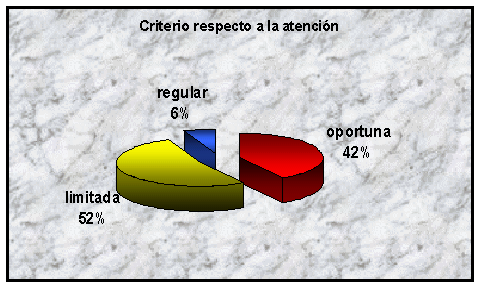 Criterio respecto a la atención
regular
6%
oportuna
42%
limitada
52%